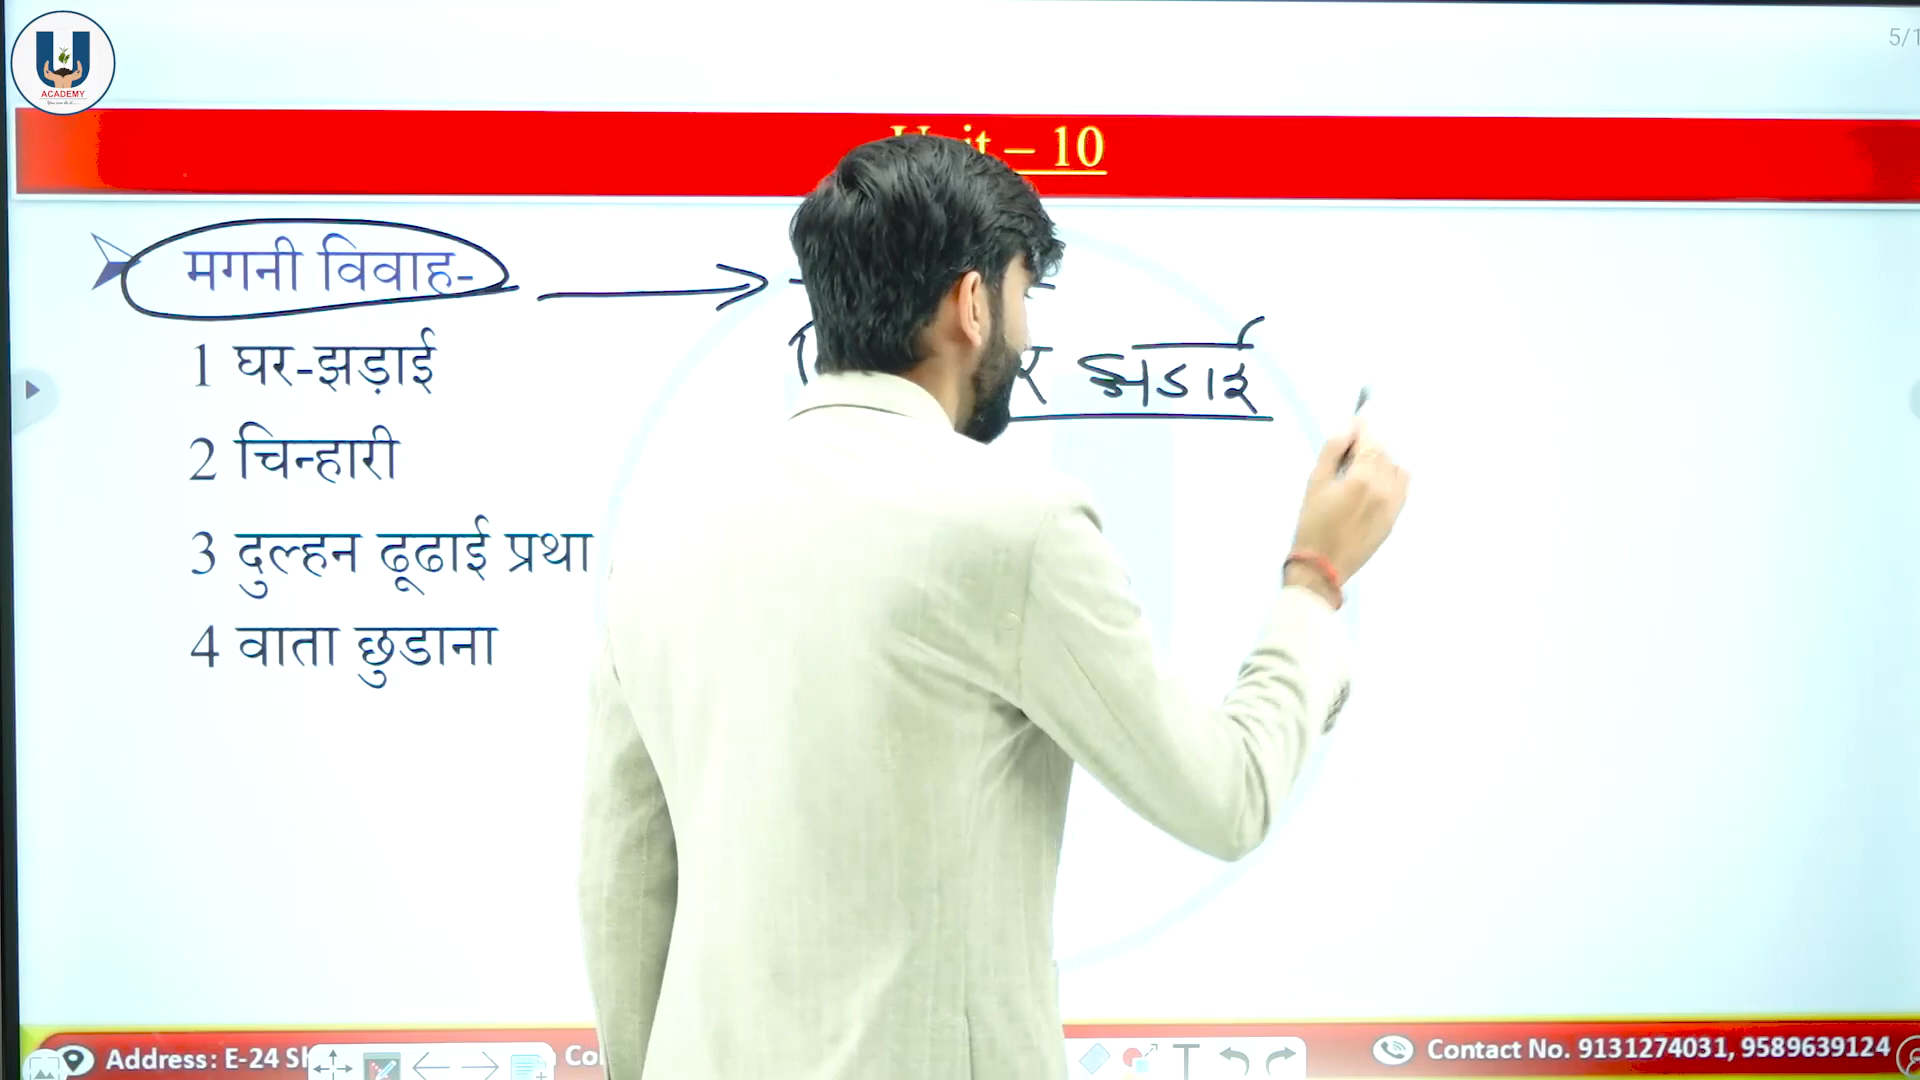 U
ACADEMY
5/1
– 10
मगनी विवाह-
झडाई
1 घर-झड़ाई
2 चिन्हारी
3 दुल्हन ढूढाई प्रथा
4 वाता छुडाना
Address: E-24
Contact No. 9131274031, 9589639124